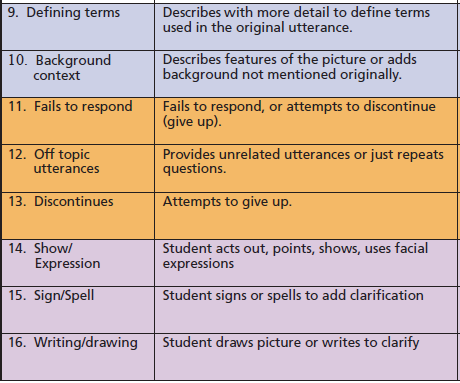 9. Defining terms
Describes with more detail to define terms
used in the original utterance.
10. Background
context
Describes features of the picture or adds
background not mentioned originally.
11. Fails to respond
Fails to respond, or attempts to discontinue
(give up).
12. Off topic
utterances
Provides unrelated utterances or just repeats
questions.
13. Discontinues
Attempts to give up.
14. Show/
Expression
Student acts out, points, shows, uses facial
expressions
15. Sign/Spell
Student signs or spells to add clarification
16. Writing/drawing
Student draws picture or writes to clarify